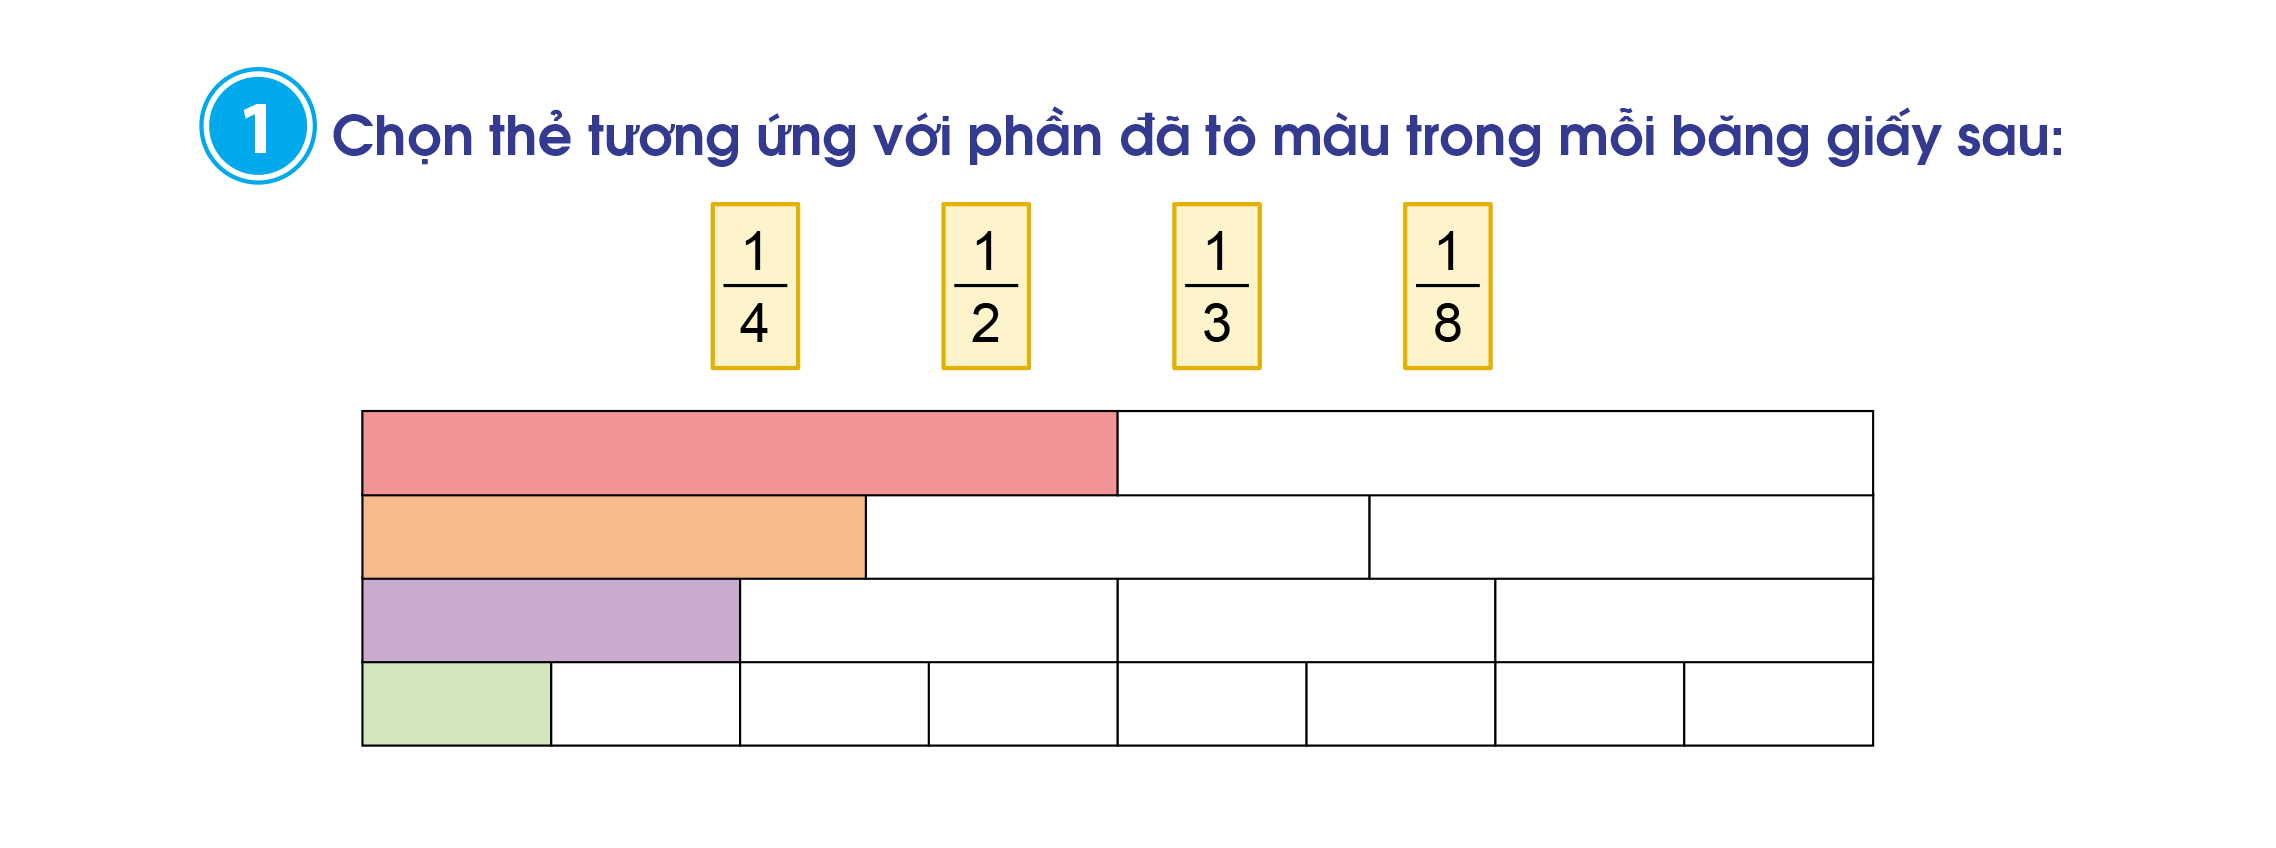 1 Chọn thẻ tương ứng với phần đã tô màu trong mỗi băng giấy sau:
1 1 1 1
4 2 3 8